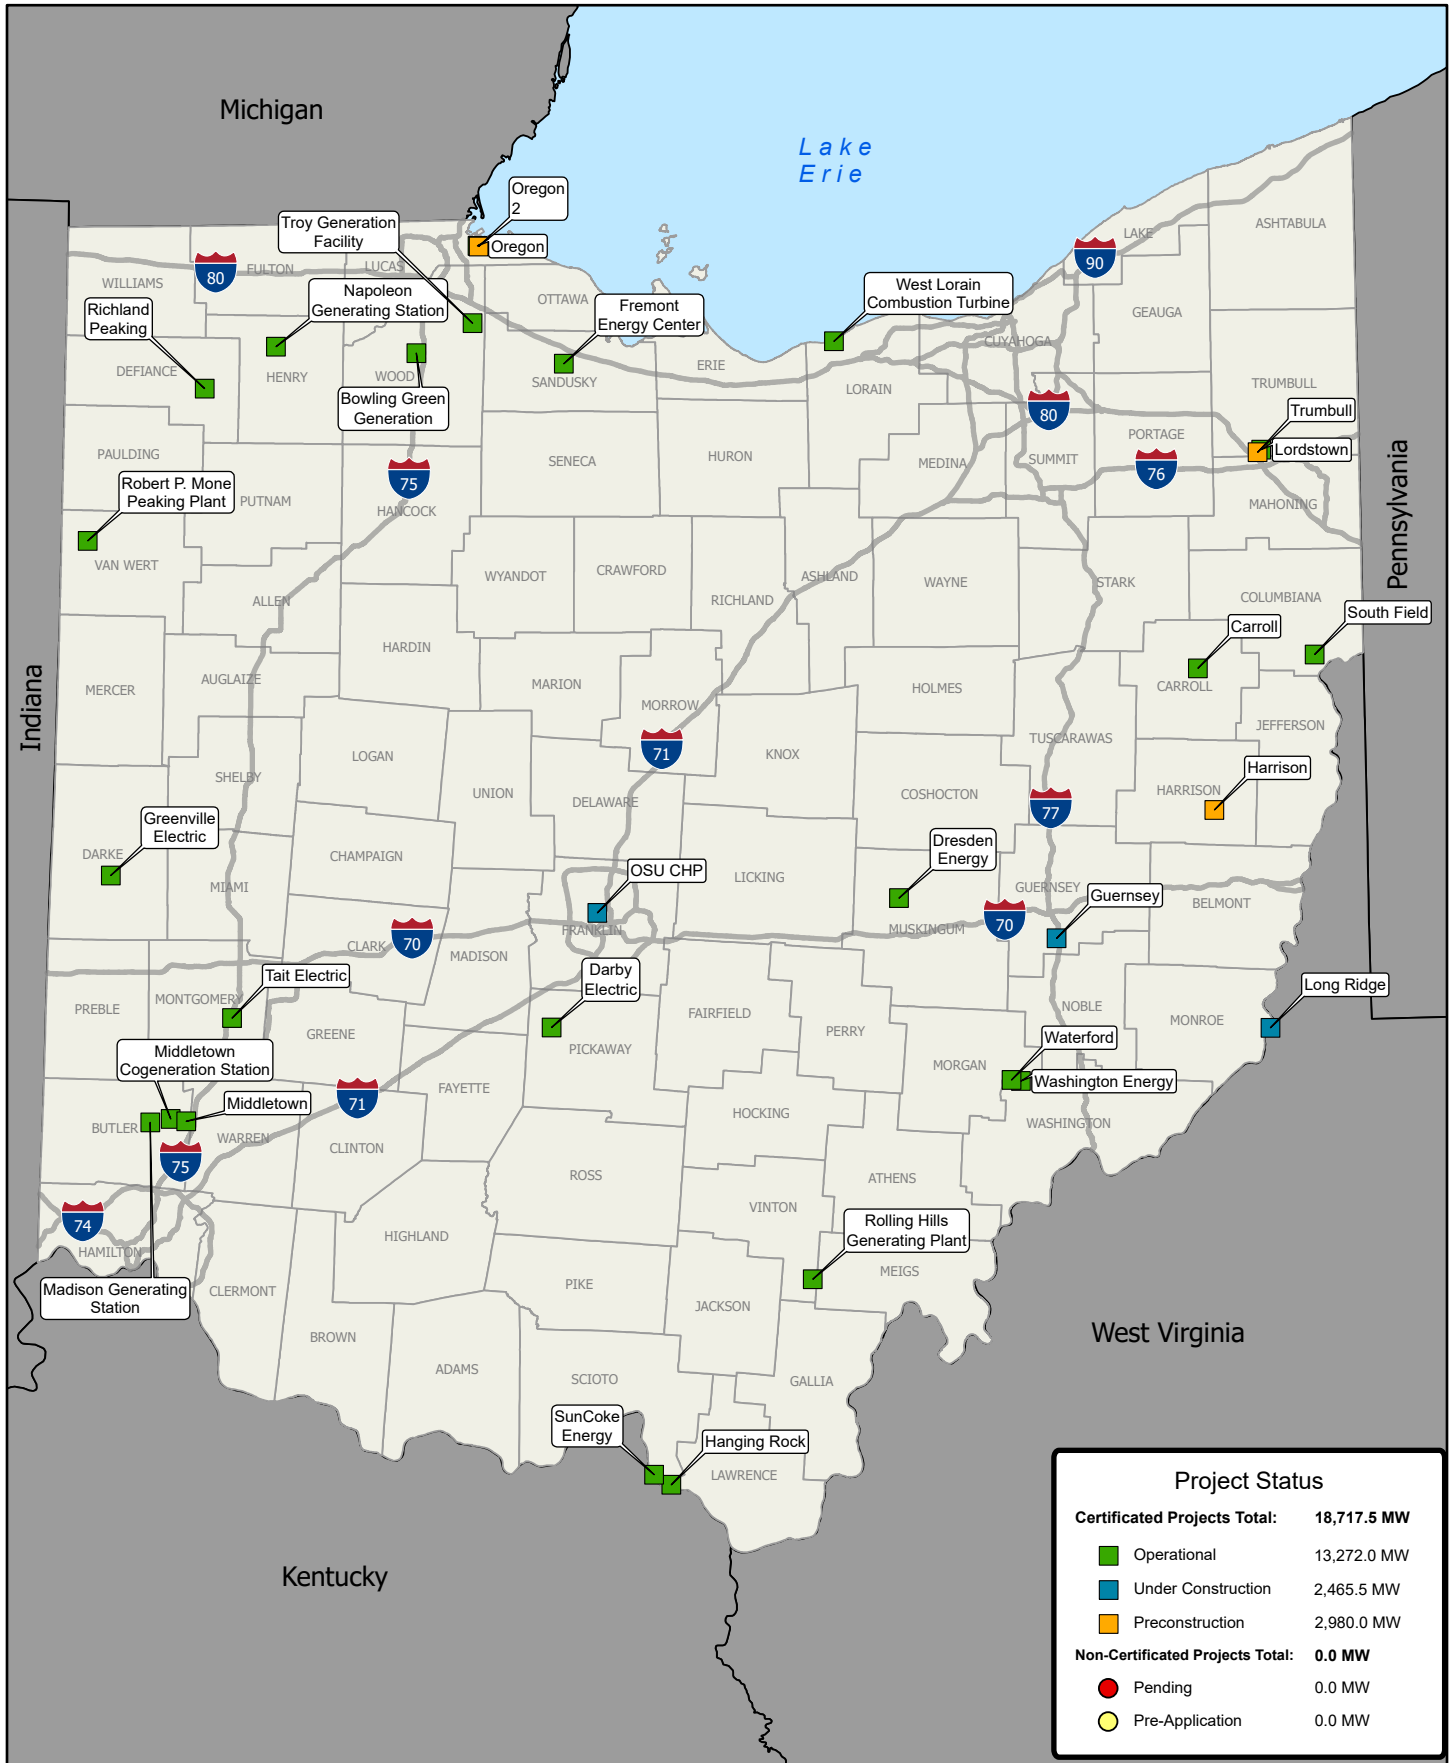 Michigan
Lake
Erie
Oregon
2
Troy Generation
Facility
Oregon
ASHTABULA
LAKE
90
80
FULTON
LUCAS
WILLIAMS
Napoleon
Generating Station
OTTAWA
Fremont
Energy Center
West Lorain
Combustion Turbine
GEAUGA
Richland
Peaking
CUYAHOGA
DEFIANCE
HENRY
WOOD
SANDUSKY
ERIE
LORAIN
TRUMBULL
Bowling Green
Generation
80
Trumbull
PORTAGE
Lordstown
PAULDING
SENECA
HURON
MEDINA
SUMMIT
76
75
Robert P. Mone
Peaking Plant
PUTNAM
HANCOCK
MAHONING
Pennsylvania
VAN WERT
WYANDOT
CRAWFORD
ASHLAND
WAYNE
STARK
ALLEN
RICHLAND
COLUMBIANA
South Field
Carroll
HARDIN
AUGLAIZE
MERCER
MARION
HOLMES
CARROLL
Indiana
MORROW
JEFFERSON
TUSCARAWAS
71
KNOX
LOGAN
SHELBY
UNION
DELAWARE
COSHOCTON
77
Harrison
HARRISON
Greenville
Electric
DARKE
CHAMPAIGN
Dresden
Energy
OSU CHP
LICKING
MIAMI
GUERNSEY
Guernsey
BELMONT
70
CLARK
70
FRANKLIN
MUSKINGUM
MADISON
Tait Electric
Darby
Electric
Long Ridge
PREBLE
MONTGOMERY
FAIRFIELD
NOBLE
MONROE
GREENE
PERRY
PICKAWAY
Waterford
Middletown
Cogeneration Station
MORGAN
Washington Energy
FAYETTE
71
Middletown
HOCKING
BUTLER
WARREN
WASHINGTON
CLINTON
75
ROSS
ATHENS
VINTON
74
HAMILTON
HIGHLAND
Rolling Hills
Generating Plant
MEIGS
Madison Generating
Station
CLERMONT
PIKE
JACKSON
BROWN
West Virginia
ADAMS
SCIOTO
GALLIA
SunCoke
Energy
Hanging Rock
LAWRENCE
Kentucky
Project Status
Certificated Projects Total: 18,717.5 MW
Operational 13,272.0 MW
Under Construction 2,465.5 MW
Preconstruction 2,980.0 MW
Non-Certificated Projects Total: 0.0 MW
Pending 0.0 MW
Pre-Application 0.0 MW